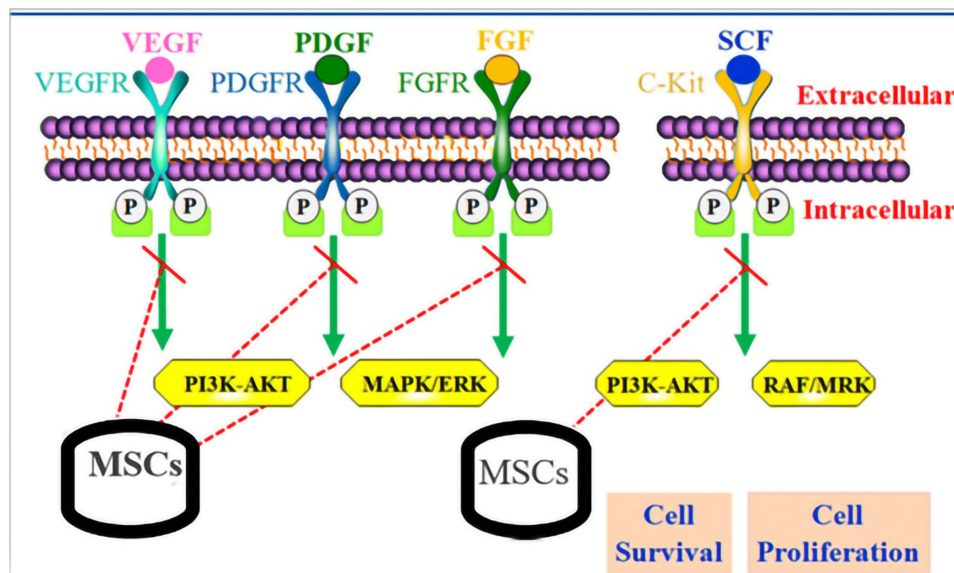 VEGF
PDGF
FGF
SCF
VEGFR
PDGFR
FGFR
C-Kit
Extracellular
P P P P P P P P
Intracellular
PI3K-AKT
MAPK/ERK
PI3K-AKT
RAF/MRK
MSCs
MSCs
Cell
Survival
Cell
Proliferation